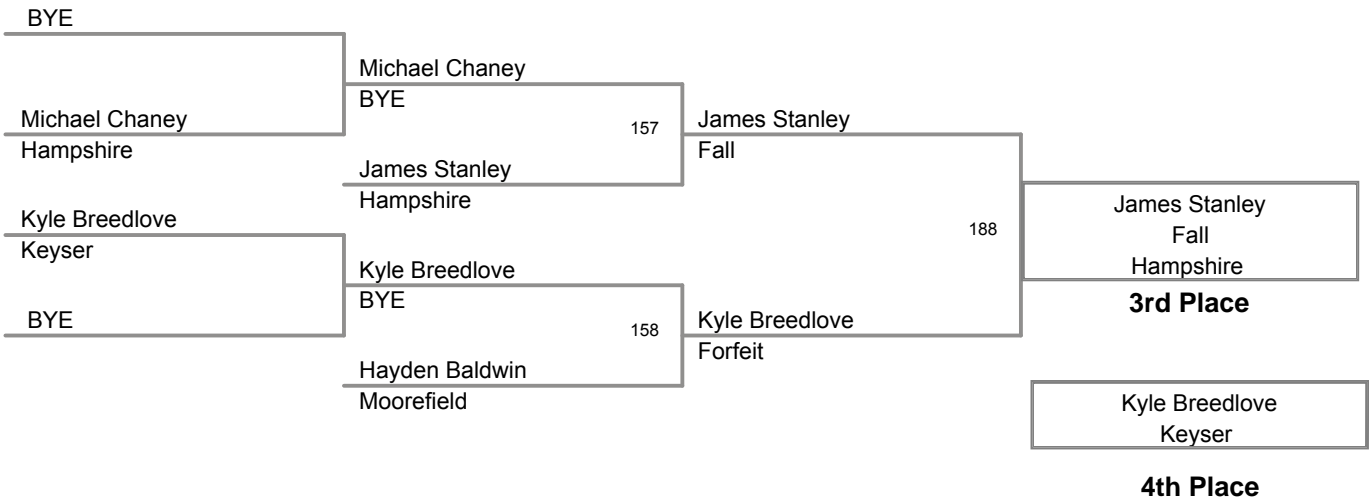 BYE
Michael Chaney
BYE
Michael Chaney
Hampshire
157
James Stanley
Fall
James Stanley
Hampshire
Kyle Breedlove
Keyser
188
James Stanley
Fall
Hampshire
3rd Place
Kyle Breedlove
BYE
BYE
158
Kyle Breedlove
Forfeit
Hayden Baldwin
Moorefield
Kyle Breedlove
Keyser
4th Place